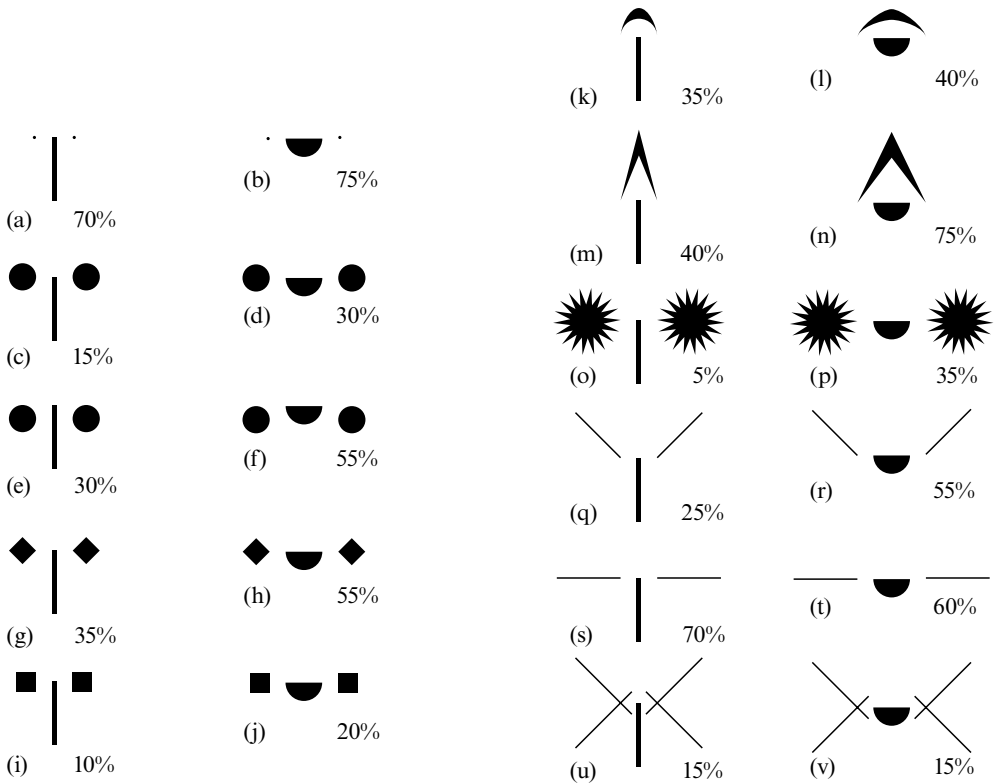 (a) 70%
(b) 75%
(c) 15%
(d) 30%
(e) 30%
(f) 55%
(g) 35%
(h) 55%
(i) 10%
(j) 20%
(k) 35%
(l) 40%
(m) 40%
(n) 75%
(o) 5%
(p) 35%
(q) 25%
(r) 55%
(s) 70%
(t) 60%
(u) 15%
(v) 15%